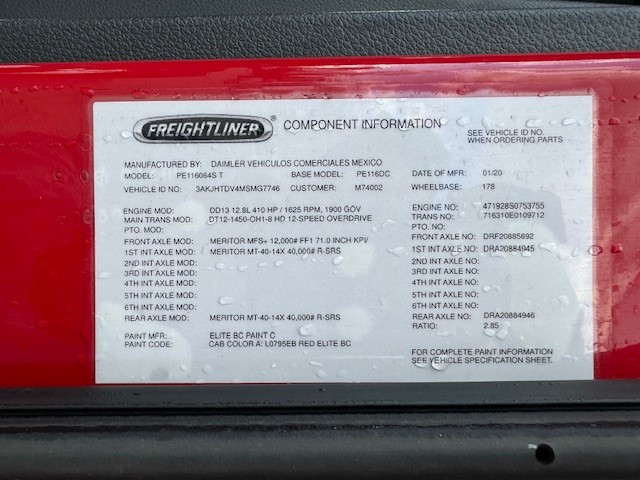 FREIGHTLINER® COMPONENT INFORMATION
SEE VEHICLE ID NO.
WHEN ORDERING PARTS
MANUFACTURED BY: DAIMLER VEHICULOS COMERCIALES MEXICO
MODEL: PE116064S T BASE MODEL: PE116DC DATE OF MFR: 01/20
VEHICLE ID NO: 3AKJHTDV4MSMG7746 CUSTOMER: M74002 WHEELBASE: 178
ENGINE MOD: DD13 12.8L 410 HP / 1625 RPM, 1900 GOV ENGINE NO: 471928S0753755
MAIN TRANS MOD: DT12-1450-OH1-8 HD 12-SPEED OVERDRIVE TRANS NO: 716310E0109712
PTO. MOD: PTO. NO:
FRONT AXLE MOD: MERITOR MFS+ 12,000# FF1 71.0 INCH KPI/ FRONT AXLE NO: DRF20885692
1ST INT AXLE MOD: MERITOR MT-40-14X 40,000# R-SRS 1ST INT AXLE NO: DRA20884945
2ND INT AXLE MOD: 2ND INT AXLE NO:
3RD INT AXLE MOD: 3RD INT AXLE NO:
4TH INT AXLE MOD: 4TH INT AXLE NO:
5TH INT AXLE MOD: 5TH INT AXLE NO:
6TH INT AXLE MOD: 6TH INT AXLE NO:
REAR AXLE MOD: MERITOR MT-40-14X 40,000# R-SRS REAR AXLE NO: DRA20884946
RATIO: 2.85
PAINT MFR: ELITE BC PAINT C
PAINT CODE: CAB COLOR A: L0795EB RED ELITE BC
FOR COMPLETE PAINT INFORMATION
SEE VEHICLE SPECIFICATION SHEET.